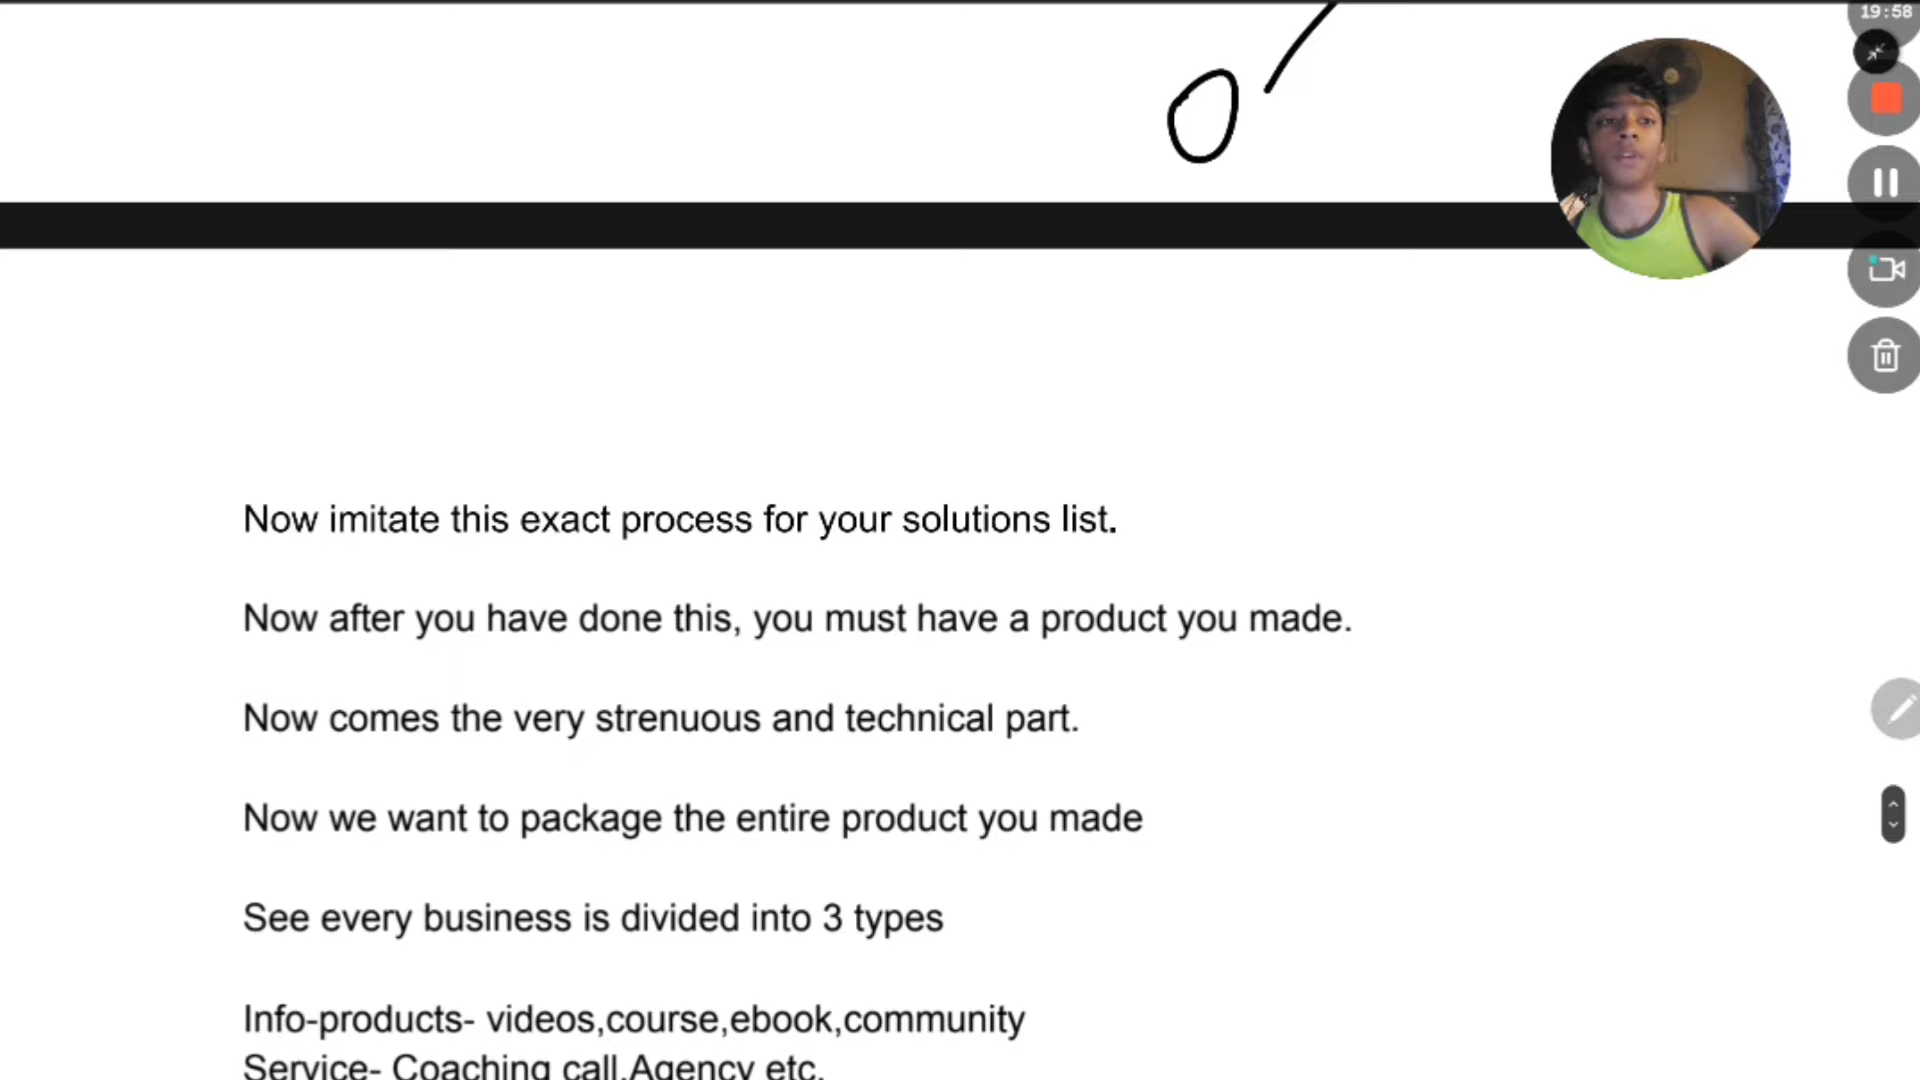 19:58
Now imitate this exact process for your solutions list.
Now after you have done this, you must have a product you made.
Now comes the very strenuous and technical part.
Now we want to package the entire product you made
See every business is divided into 3 types
Info-products- videos,course,ebook,community
Service- Coaching call,Agency etc.